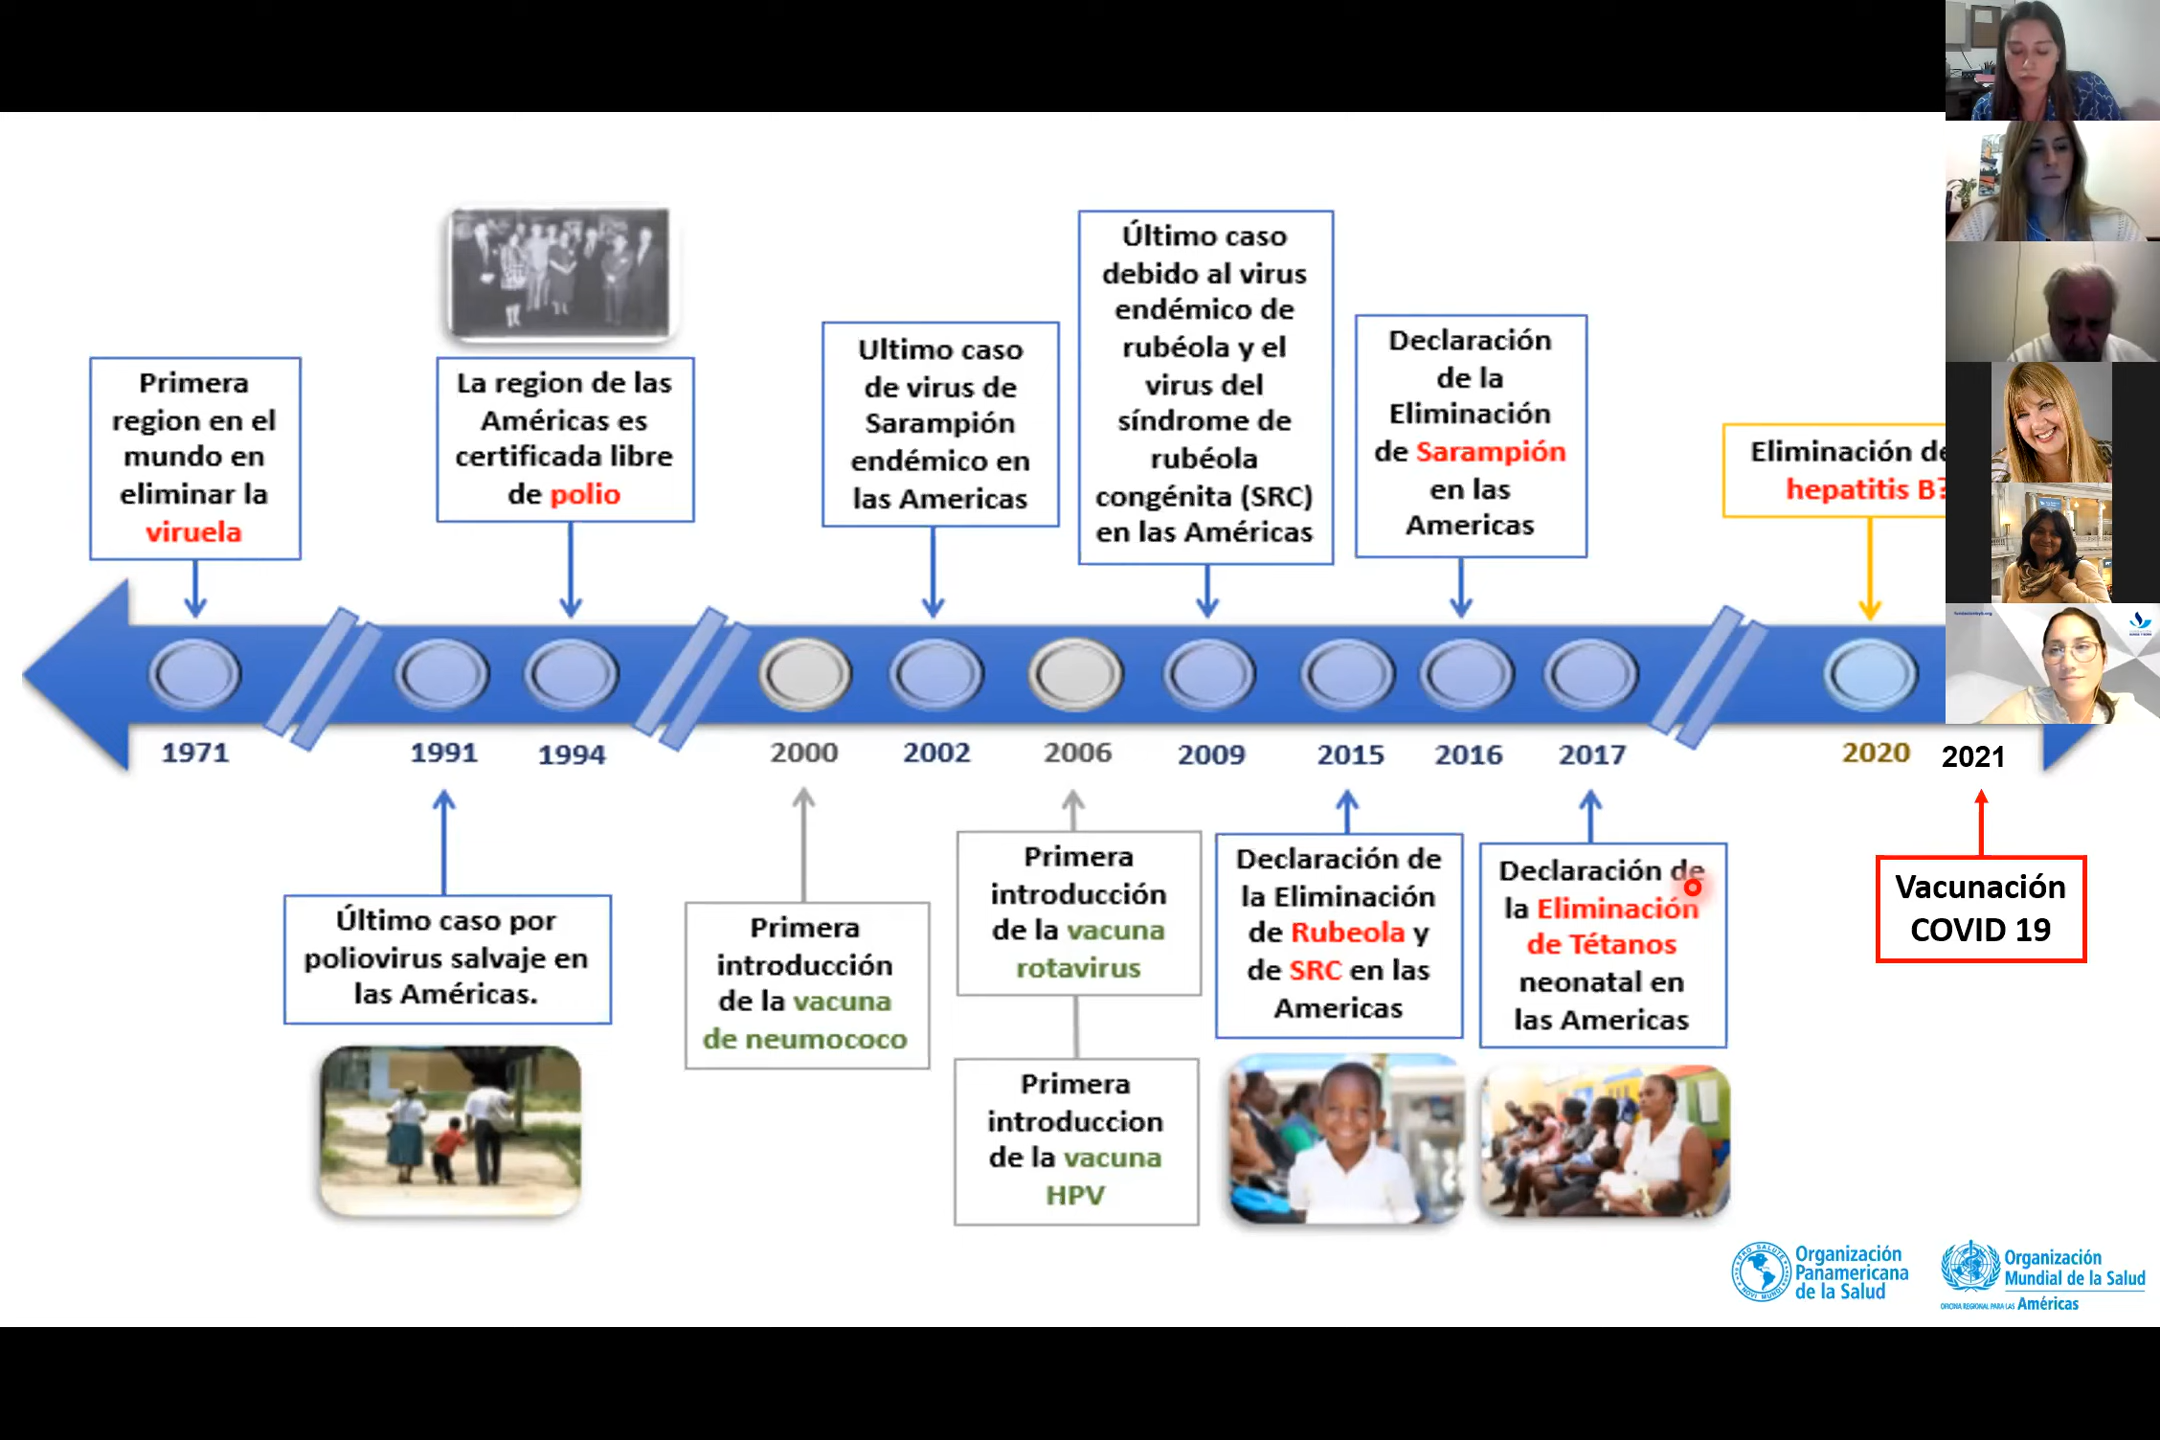 Primera
region en el
mundo en
eliminar la
viruela
La region de las
Américas es
certificada libre
de polio
Ultimo caso
de virus de
Sarampión
endémico en
las Americas
Último caso
debido al virus
endémico de
rubéola y el
virus del
síndrome de
rubéola
congénita (SRC)
en las Américas
Declaración
de la
Eliminación
de Sarampión
en las
Americas
Eliminación de
hepatitis B?
1971
1991
1994
2000
2002
2006
2009
2015
2016
2017
2020
2021
Último caso por
poliovirus salvaje en
las Américas.
Primera
introducción
de la vacuna
de neumococo
Primera
introducción
de la vacuna
rotavirus
Primera
introduccion
de la vacuna
HPV
Declaración de
la Eliminación
de Rubeola y
de SRC en las
Americas
Declaración de
la Eliminación
de Tétanos
neonatal en
las Americas
Vacunación
COVID 19
Organización
Panamericana
de la Salud
Organización
Mundial de la Salud
OFICINA REGIONAL PARA LAS Américas